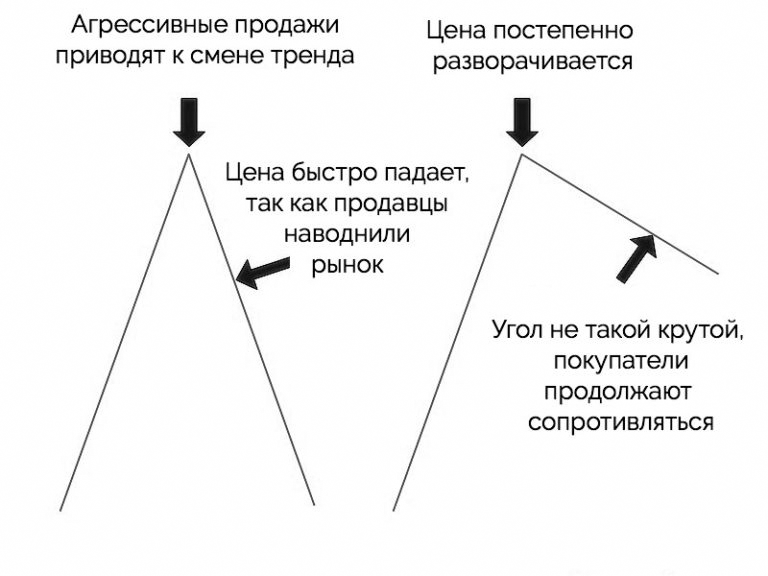 Агрессивные продажи
приводят к смене тренда
Цена быстро падает,
так как продавцы
наводнили
рынок
Цена постепенно
разворачивается
Угол не такой крутой,
покупатели
продолжают
сопротивляться